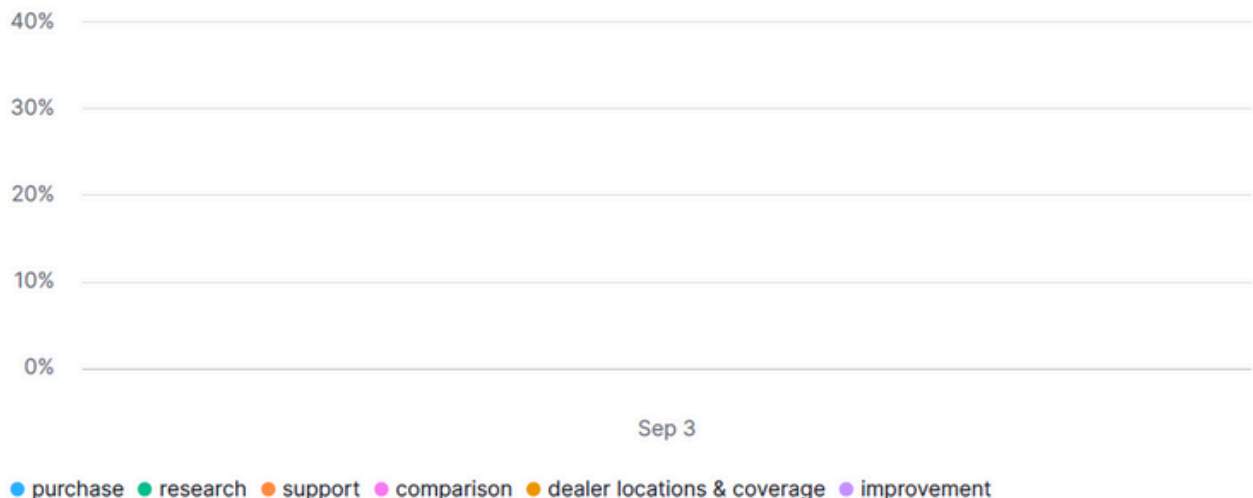 40%
30%
20%
10%
0%
Sep 3
purchase research support comparison dealer locations & coverage improvement